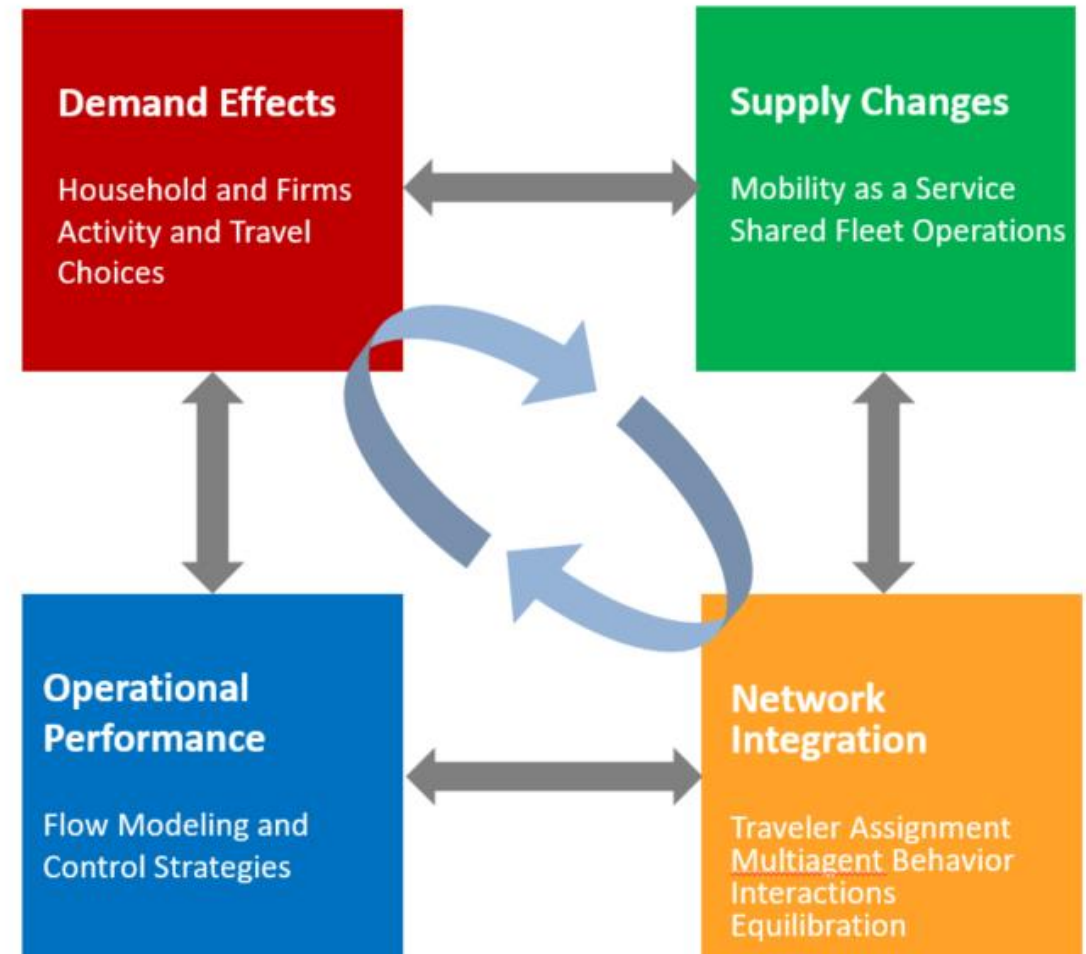 Demand Effects
Household and Firms
Activity and Travel
Choices
Supply Changes
Mobility as a Service
Shared Fleet Operations
Operational
Performance
Flow Modeling and
Control Strategies
Network
Integration
Traveler Assignment
Multiagent Behavior
Interactions
Equilibration